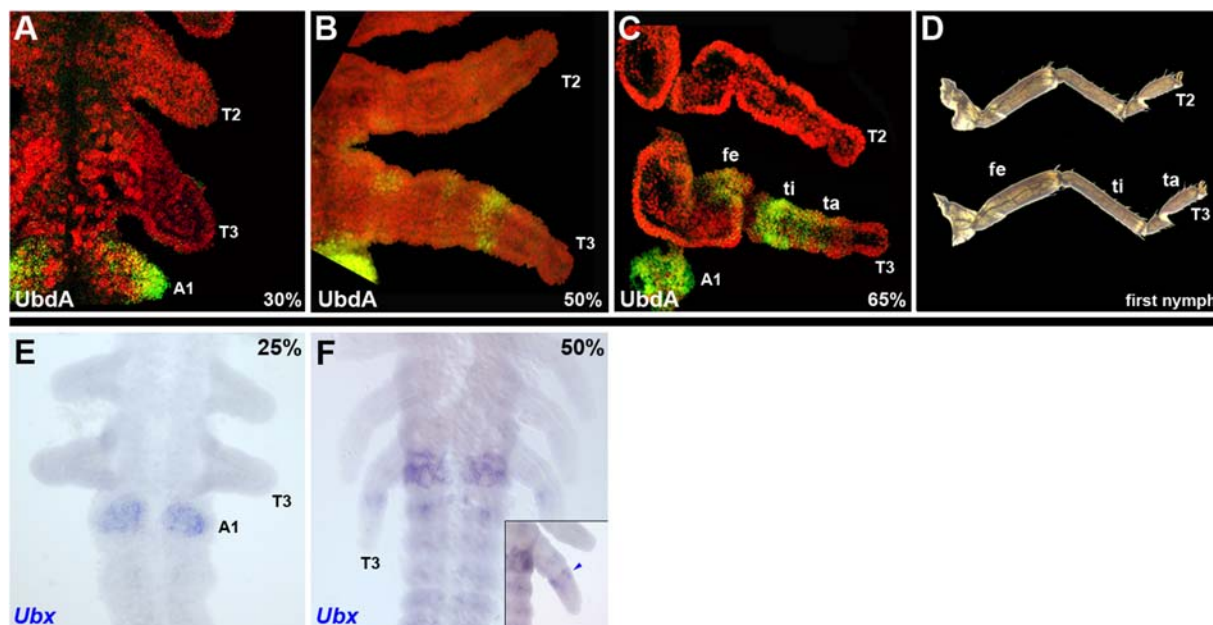 A
T2
T3
A1
UbdA
30%
B
T2
T3
UbdA
50%
C
T2
fe
ti
ta
T3
A1
UbdA
65%
D
T2
fe
ti
ta
T3
first nymph
E
25%
T3
A1
Ubx
F
50%
T3
Ubx